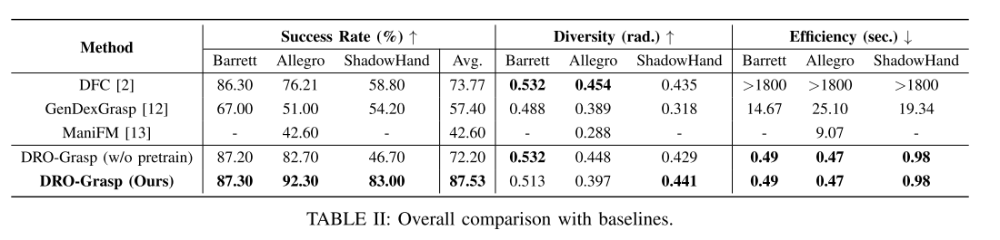 Method Success Rate (%) ↑ Diversity (rad.) ↑ Efficiency (sec.) ↓
Barrett Allegro ShadowHand Avg. Barrett Allegro ShadowHand Barrett Allegro ShadowHand
DFC [2] 86.30 76.21 58.80 73.77 0.532 0.454 0.435 >1800 >1800 >1800
GenDexGrasp [12] 67.00 51.00 54.20 57.40 0.488 0.389 0.318 14.67 25.10 19.34
ManiFM [13] - 42.60 - 42.60 - 0.288 - - 9.07 -
DRO-Grasp (w/o pretrain) 87.20 82.70 46.70 72.20 0.532 0.448 0.429 0.49 0.47 0.98
DRO-Grasp (Ours) 87.30 92.30 83.00 87.53 0.513 0.397 0.441 0.49 0.47 0.98
TABLE II: Overall comparison with baselines.